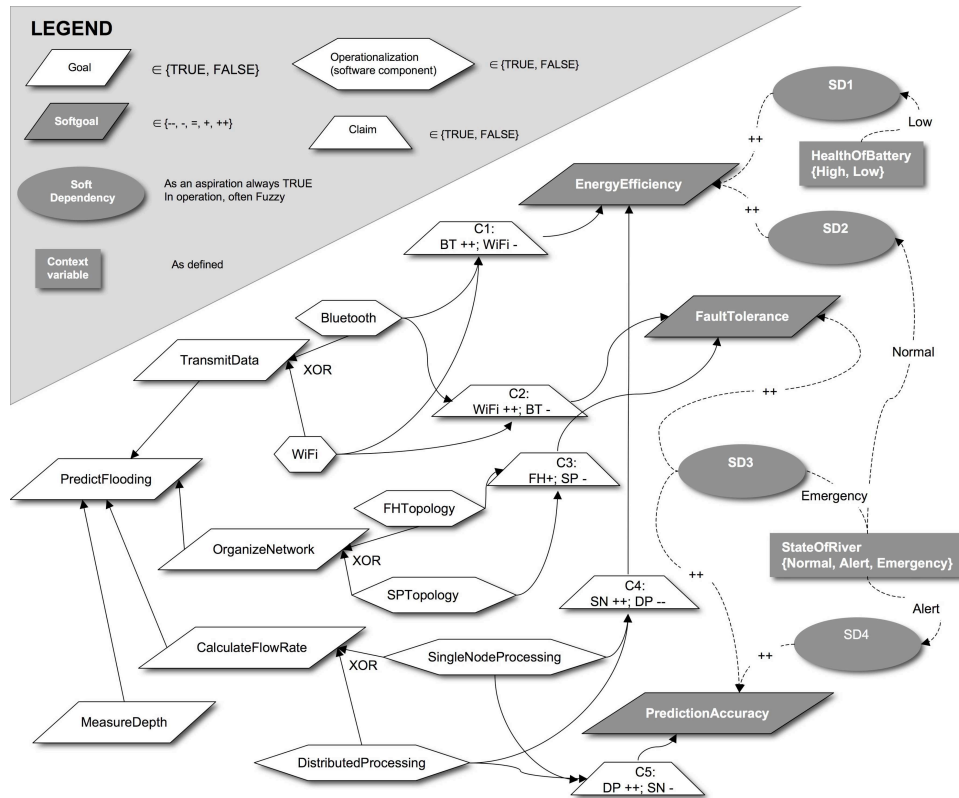 LEGEND
Goal
∈ {TRUE, FALSE}
Operationalization
(software component)
∈ {TRUE, FALSE}
Softgoal
∈ {--, -, =, +, ++}
Claim
∈ {TRUE, FALSE}
Soft
Dependency
As an aspiration always TRUE
In operation, often Fuzzy
Context
variable
As defined
SD1
Low
++
HealthOfBattery
{High, Low}
EnergyEfficiency
++
SD2
C1:
BT ++; WiFi -
Bluetooth
FaultTolerance
TransmitData
XOR
Normal
C2:
WiFi ++; BT -
++
WiFi
C3:
FH+; SP -
SD3
PredictFlooding
Emergency
FHTopology
OrganizeNetwork
XOR
StateOfRiver
{Normal, Alert, Emergency}
SPTopology
++
C4:
SN ++; DP --
Alert
CalculateFlowRate
SingleNodeProcessing
SD4
XOR
++
MeasureDepth
PredictionAccuracy
DistributedProcessing
C5:
DP ++; SN -